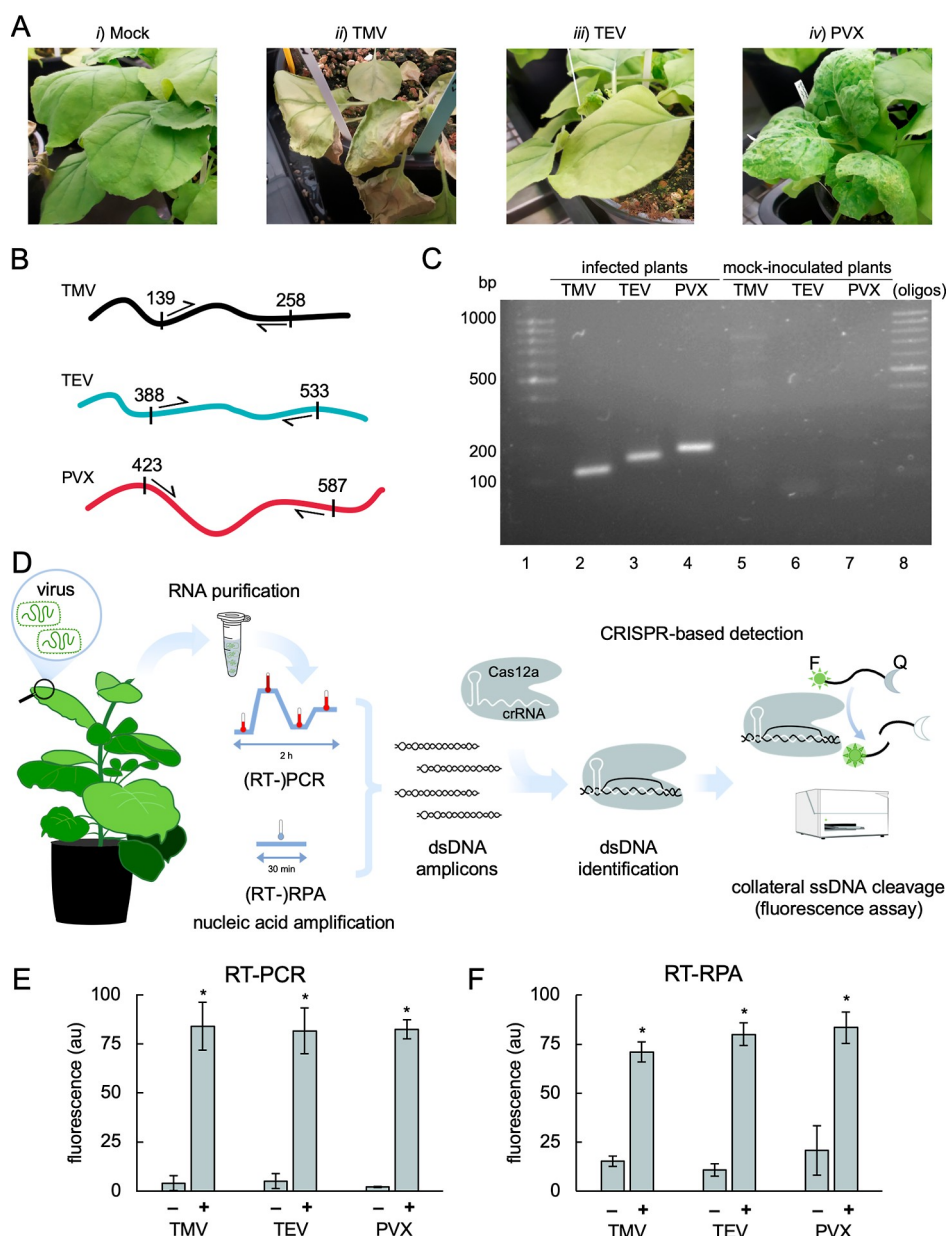 A
i) Mock
ii) TMV
iii) TEV
iv) PVX
B
TMV
139
258
TEV
388
533
PVX
423
587
C
infected plants
mock-inoculated plants
bp
TMV
TEV
PVX
TMV
TEV
PVX
(oligos)
1000
500
200
100
1
2
3
4
5
6
7
8
D
virus
RNA purification
2 h
(RT-)PCR
30 min
(RT-)RPA
nucleic acid amplification
dsDNA
amplicons
Cas12a
crRNA
CRISPR-based detection
dsDNA
identification
F
Q
collateral ssDNA cleavage
(fluorescence assay)
E
RT-PCR
fluorescence (au)
100
75
50
25
0
*
*
*
– +
– +
– +
TMV
TEV
PVX
F
RT-RPA
fluorescence (au)
100
75
50
25
0
*
*
*
– +
– +
– +
TMV
TEV
PVX